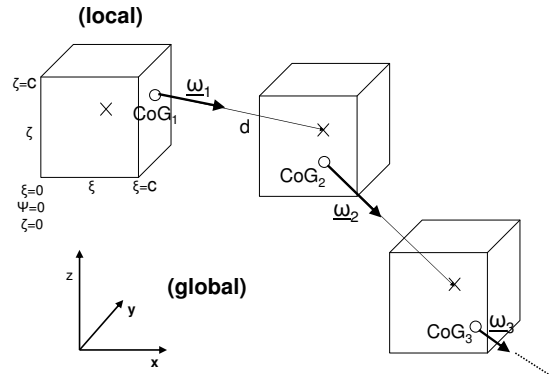 (local)
ζ=C
ω1
CoG1
d
ζ
CoG2
ξ=0
ξ
ξ=C
Ψ=0
ζ=0
ω2
(global)
z
y
x
CoG3
ω3